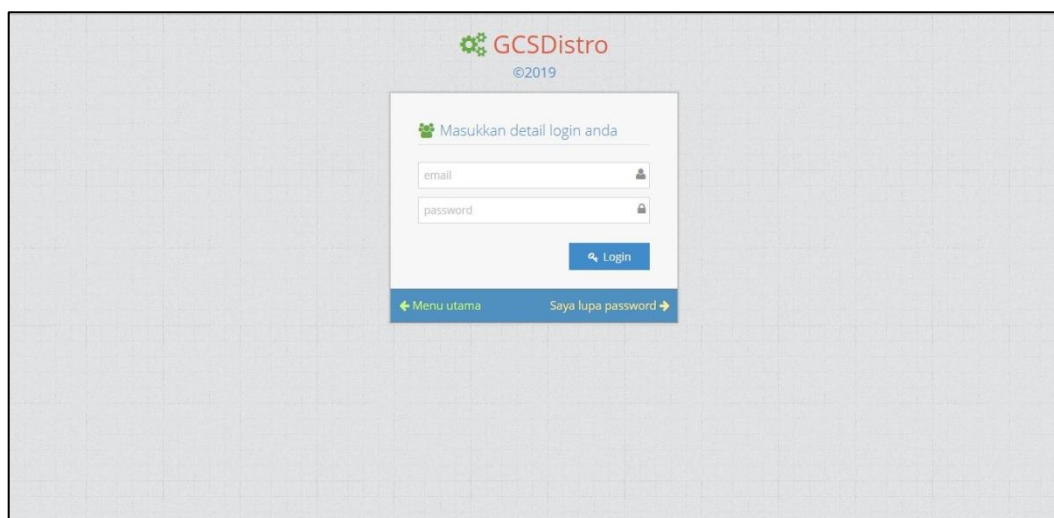 GCSDistro
©2019
Masukkan detail login anda
email
password
Login
Menu utama
Saya lupa password